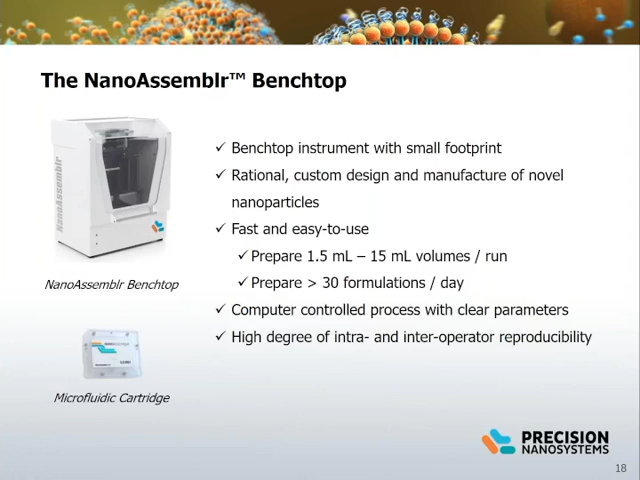 The NanoAssemblr™ Benchtop
✓ Benchtop instrument with small footprint
✓ Rational, custom design and manufacture of novel
nanoparticles
✓ Fast and easy-to-use
✓ Prepare 1.5 mL – 15 mL volumes / run
✓ Prepare > 30 formulations / day
✓ Computer controlled process with clear parameters
✓ High degree of intra- and inter-operator reproducibility
NanoAssemblr
NanoAssemblr Benchtop
Microfluidic Cartridge
PRECISION
NANOSYSTEMS
18